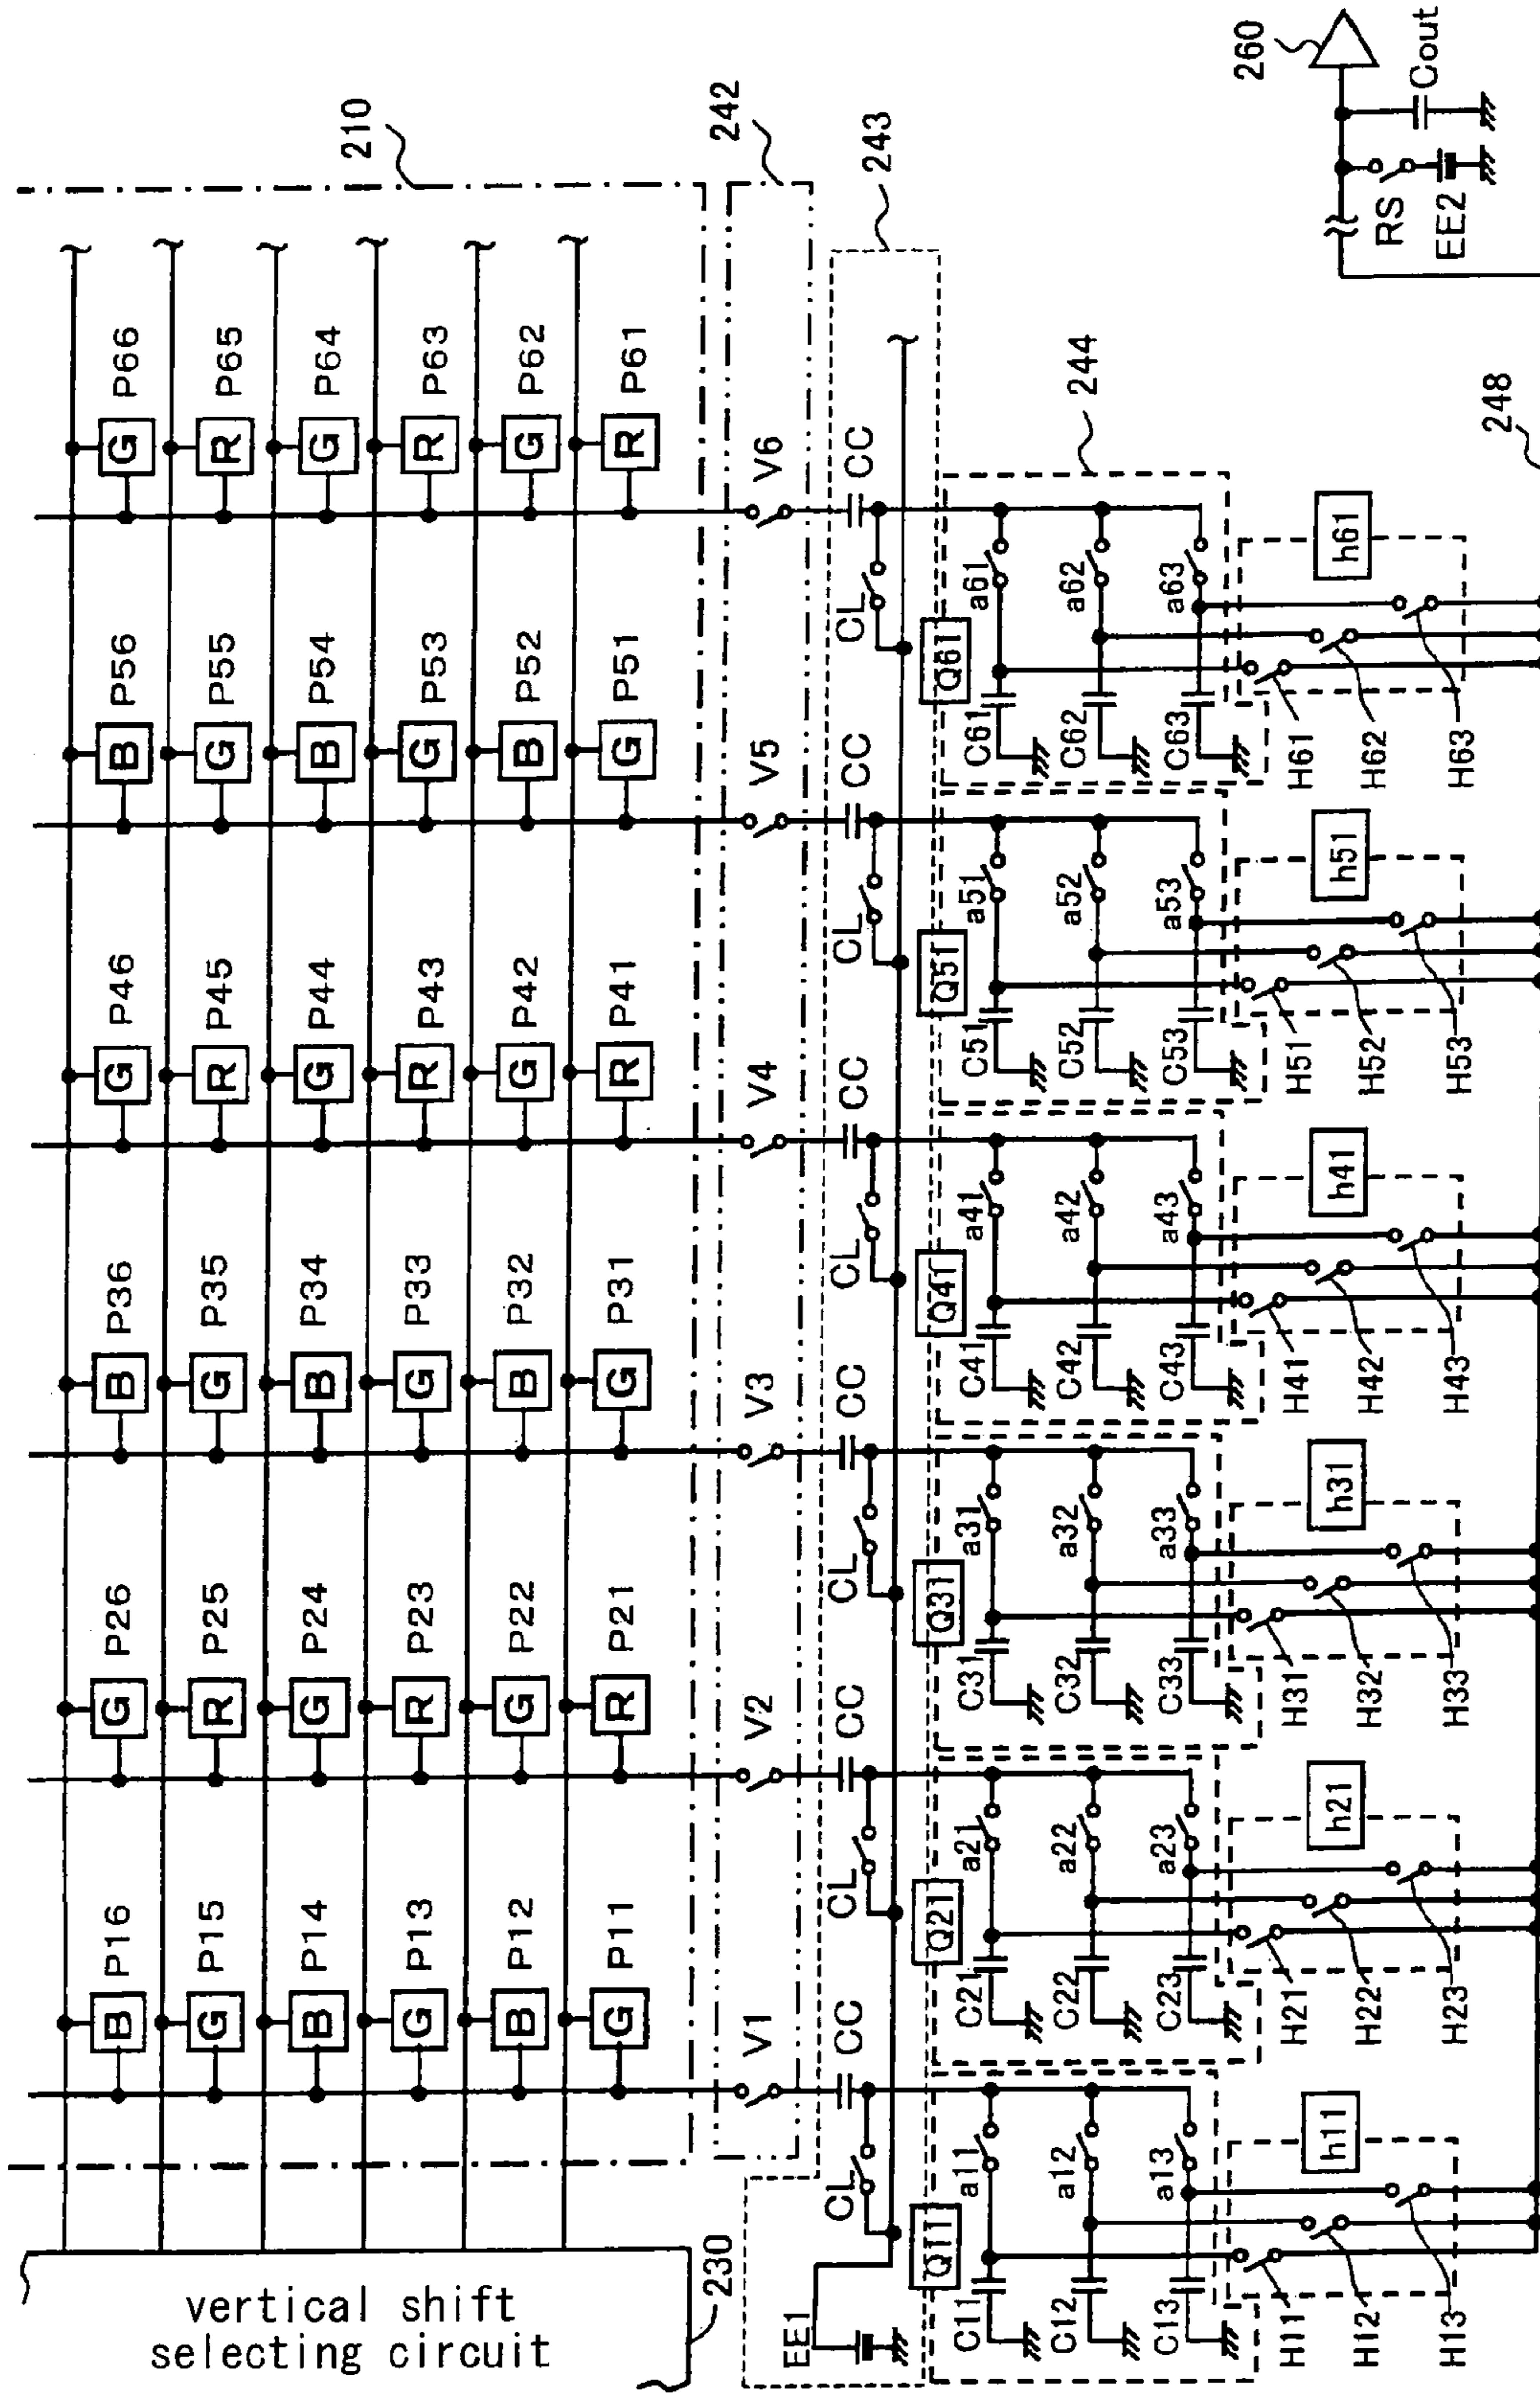 vertical shift
selecting circuit
230
210
B P16 G P26 B P36 G P46 B P56 G P66
G P15 R P25 G P35 R P45 G P55 R P65
B P14 G P24 B P34 G P44 B P54 G P64
G P13 R P23 G P33 R P43 G P53 R P63
B P12 G P22 B P32 G P42 B P52 G P62
G P11 R P21 G P31 R P41 G P51 R P61
242
V1 V2 V3 V4 V5 V6
243
EE1
CL CC CL CC CL CC CL CC CL CC CL CC
Q11 Q21 Q31 Q41 Q51 Q61
244
C11 a11 C21 a21 C31 a31 C41 a41 C51 a51 C61 a61
C12 a12 C22 a22 C32 a32 C42 a42 C52 a52 C62 a62
C13 a13 C23 a23 C33 a33 C43 a43 C53 a53 C63 a63
h11 h21 h31 h41 h51 h61
H11 H21 H31 H41 H51 H61
H12 H22 H32 H42 H52 H62
H13 H23 H33 H43 H53 H63
248
260
RS
Cout
EE2